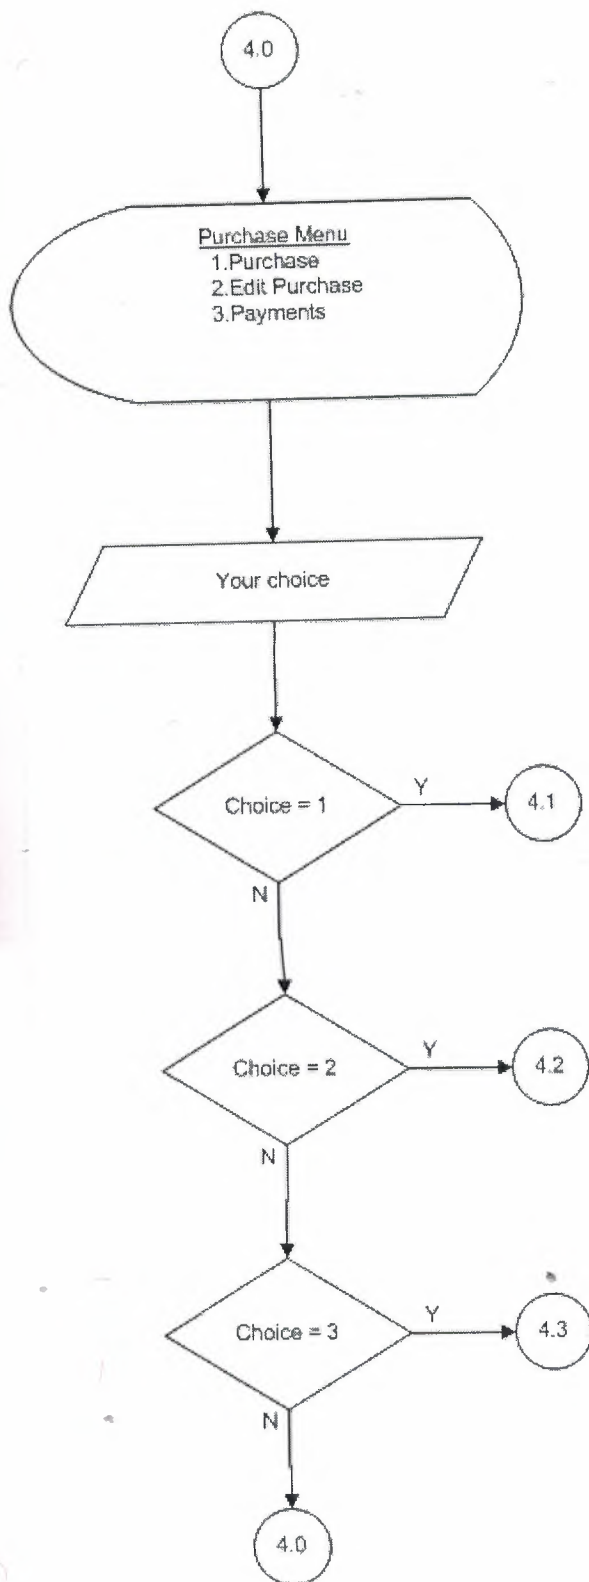 4.0
Purchase Menu
1.Purchase
2.Edit Purchase
3.Payments
Your choice
Choice = 1
Y
4.1
N
Choice = 2
Y
4.2
N
Choice = 3
Y
4.3
N
4.0